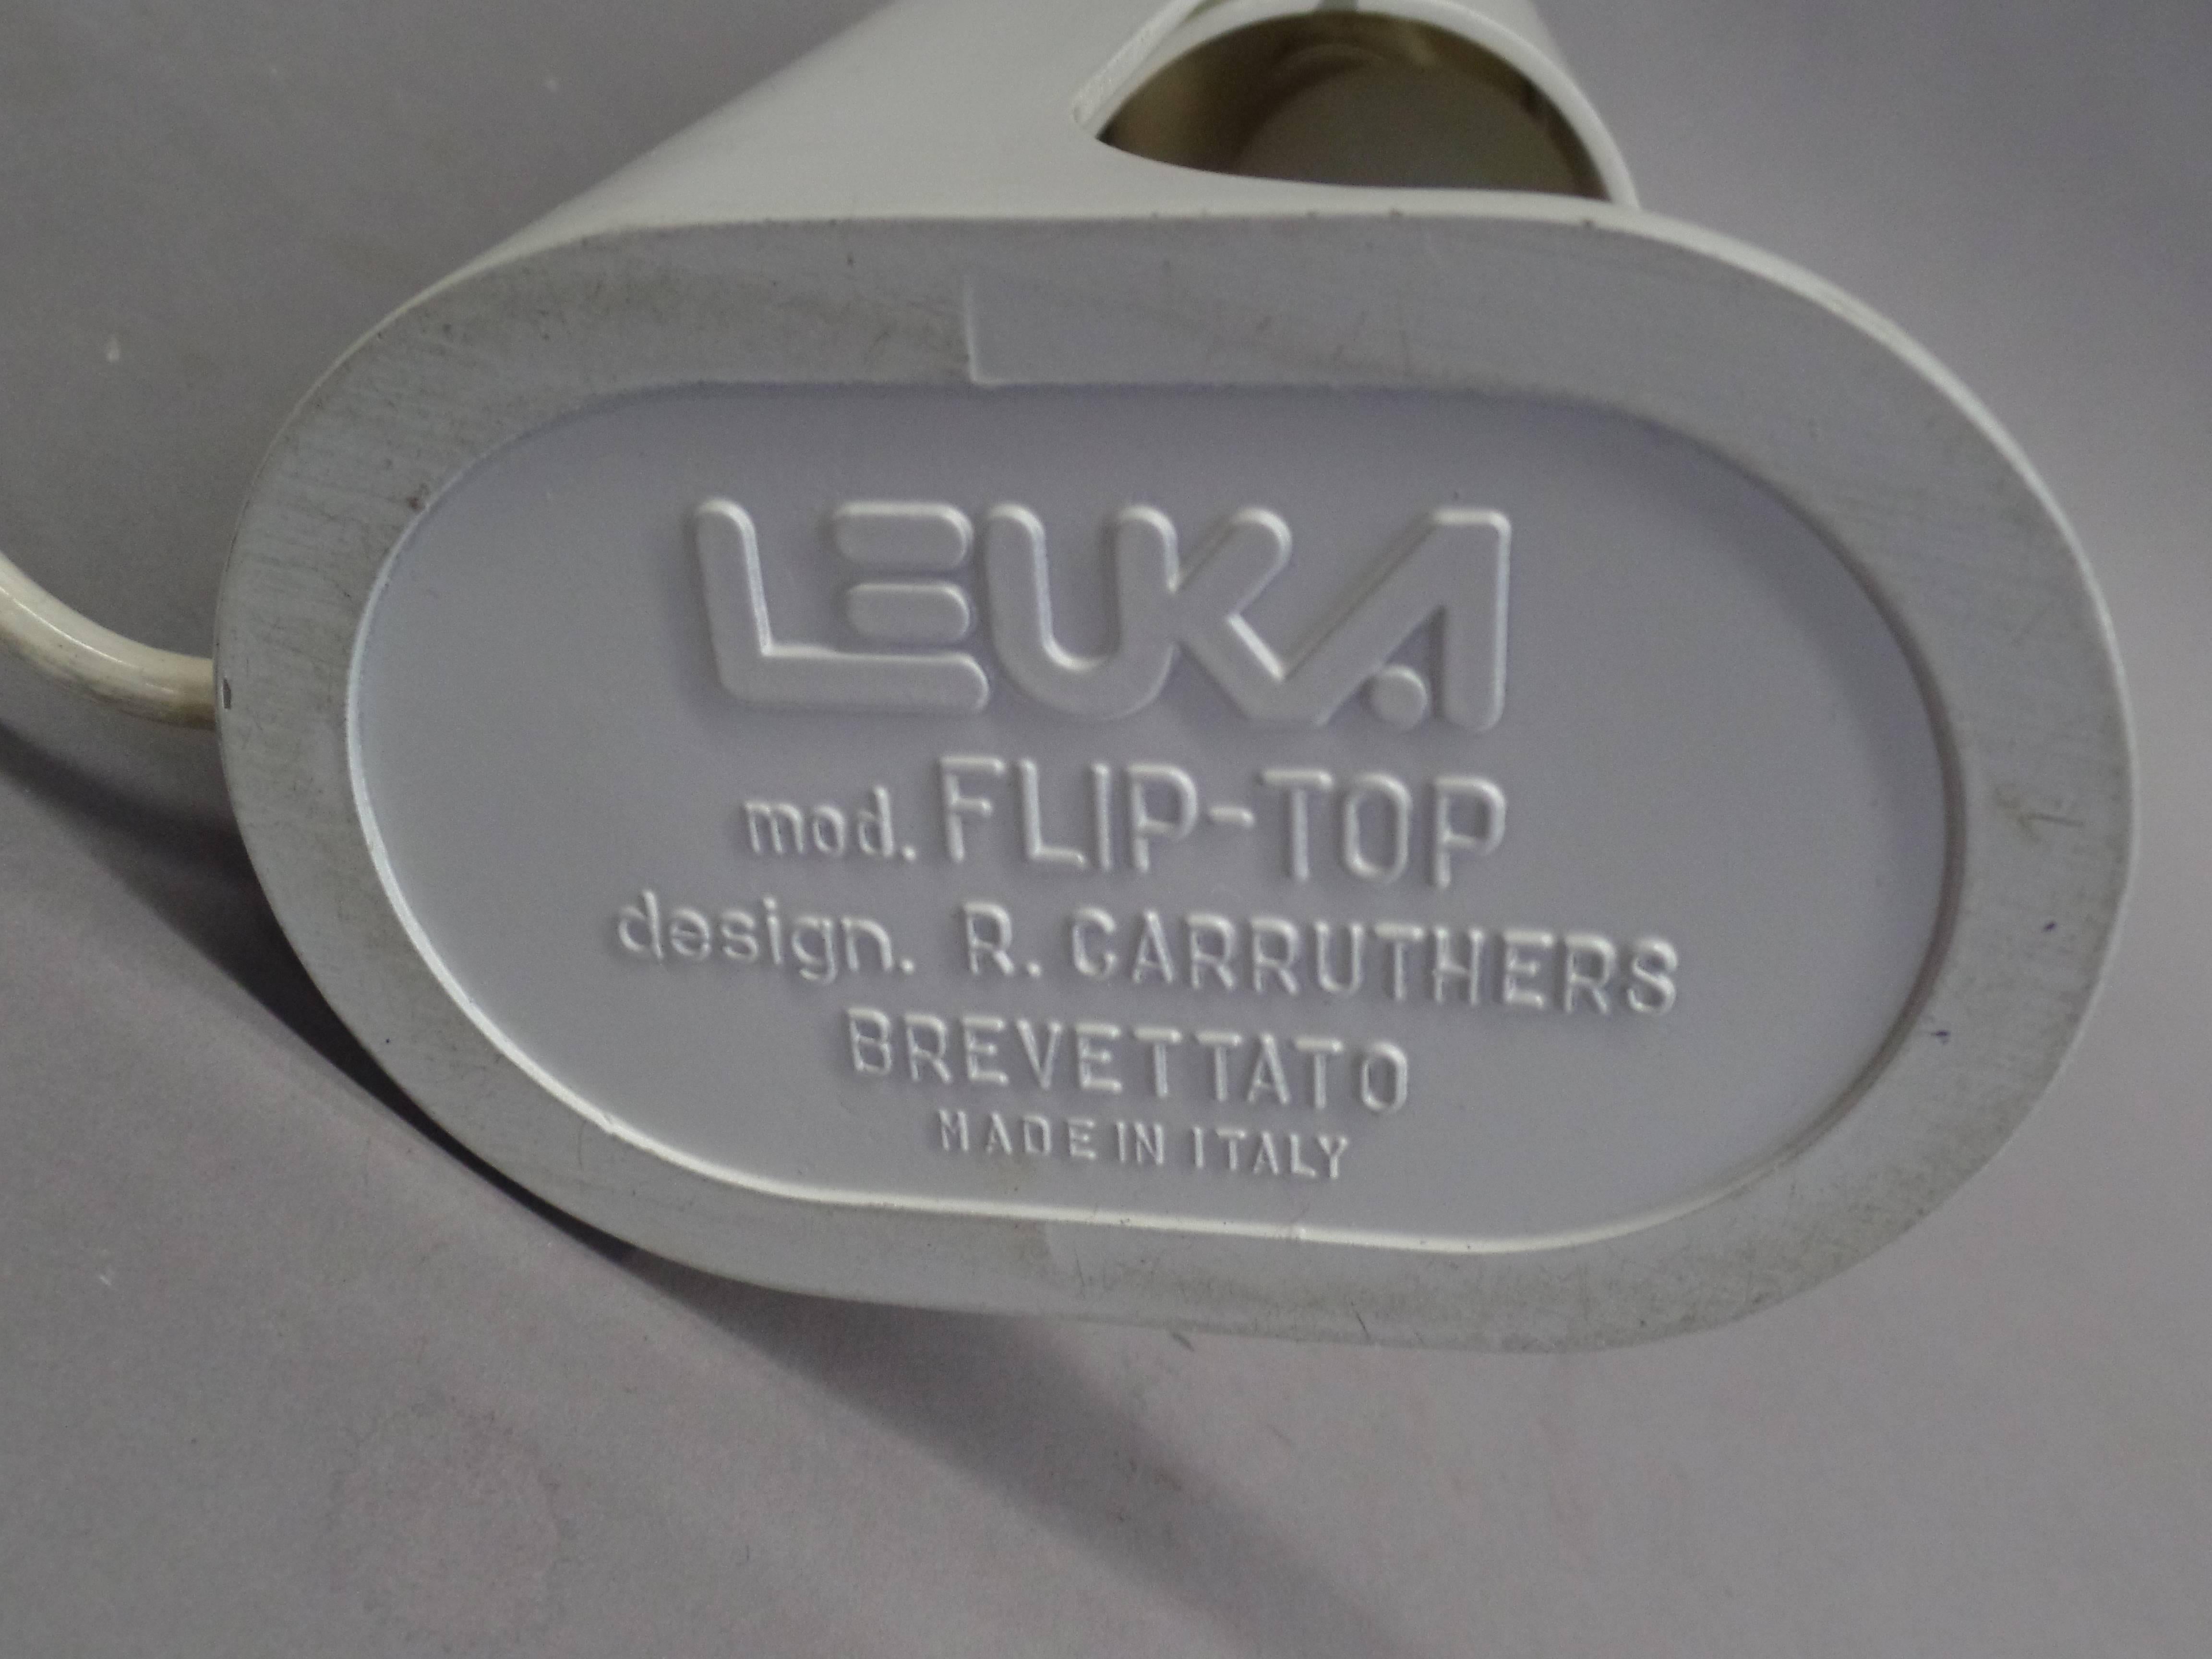 LEUKA
mod. FLIP-TOP
design. R. CARRUTHERS
BREVETTATO
MADE IN ITALY